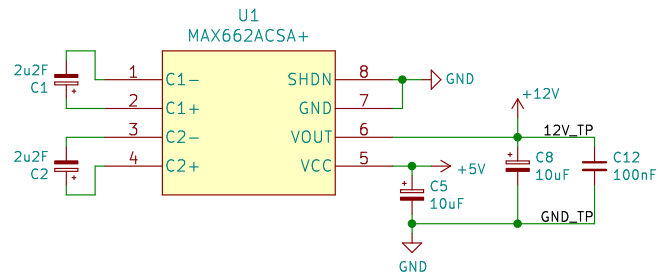 U1
MAX662ACSA+
2u2F
C1
1
C1-
2
C1+
3
C2-
4
C2+
2u2F
C2
SHDN
8
GND
7
VOUT
6
VCC
5
GND
+12V
12V_TP
+5V
C5
10uF
C8
10uF
C12
100nF
GND_TP
GND
+
+
+
+